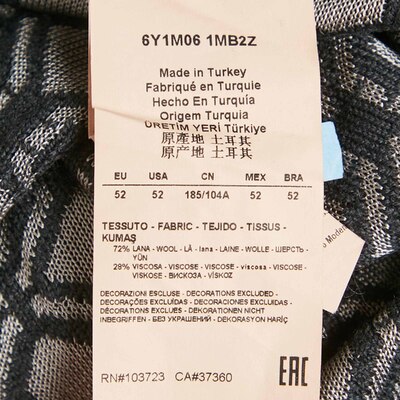 6Y1M06 1MB2Z
Made in Turkey
Fabriqué en Turquie
Hecho En Turquía
Origem Turquia
ÜRETİM YERİ Türkiye
原產地 土耳其
原产地 土耳其
EU USA CN MEX BRA
52 52 185/104A 52 52
TESSUTO - FABRIC - TEJIDO - TISSUS -
KUMAŞ
72% LANA - WOOL - LÃ - lana - LAINE - WOLLE - ШЕРСТЬ -
YÜN
28% VISCOSA - VISCOSE - VISCOSE - viscosa - VISCOSE -
VISKOSE - ВИСКОЗА - VİSKOZ
DECORAZIONI ESCLUSE - DECORATIONS EXCLUDED -
DECORAÇÕES EXCLUÍDAS - DECORACIONES EXCLUIDAS -
DÉCORATIONS EXCLUES - DEKORATIONEN NICHT
INBEGRIFFEN - БЕЗ УКРАШЕНИЙ - DEKORASYON HARİÇ
RN#103723 CA#37360
EAC